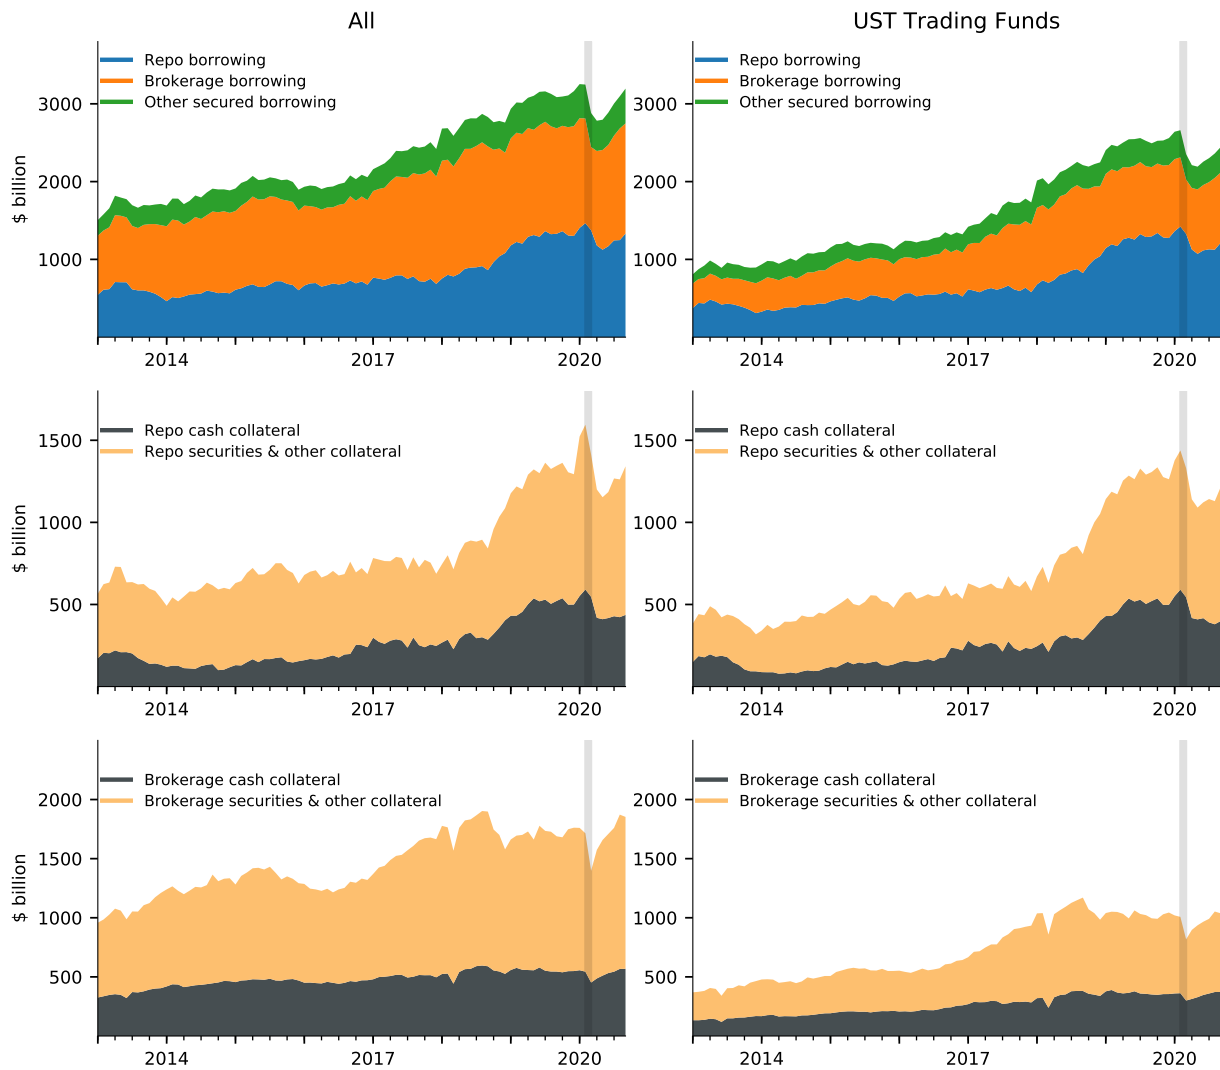 All
Repo borrowing
Brokerage borrowing
Other secured borrowing
3000
2000
1000
$ billion
2014
2017
2020
UST Trading Funds
Repo borrowing
Brokerage borrowing
Other secured borrowing
3000
2000
1000
2014
2017
2020
Repo cash collateral
Repo securities & other collateral
1500
1000
500
$ billion
2014
2017
2020
Repo cash collateral
Repo securities & other collateral
1500
1000
500
2014
2017
2020
Brokerage cash collateral
Brokerage securities & other collateral
2000
1500
1000
500
$ billion
2014
2017
2020
Brokerage cash collateral
Brokerage securities & other collateral
2000
1500
1000
500
2014
2017
2020